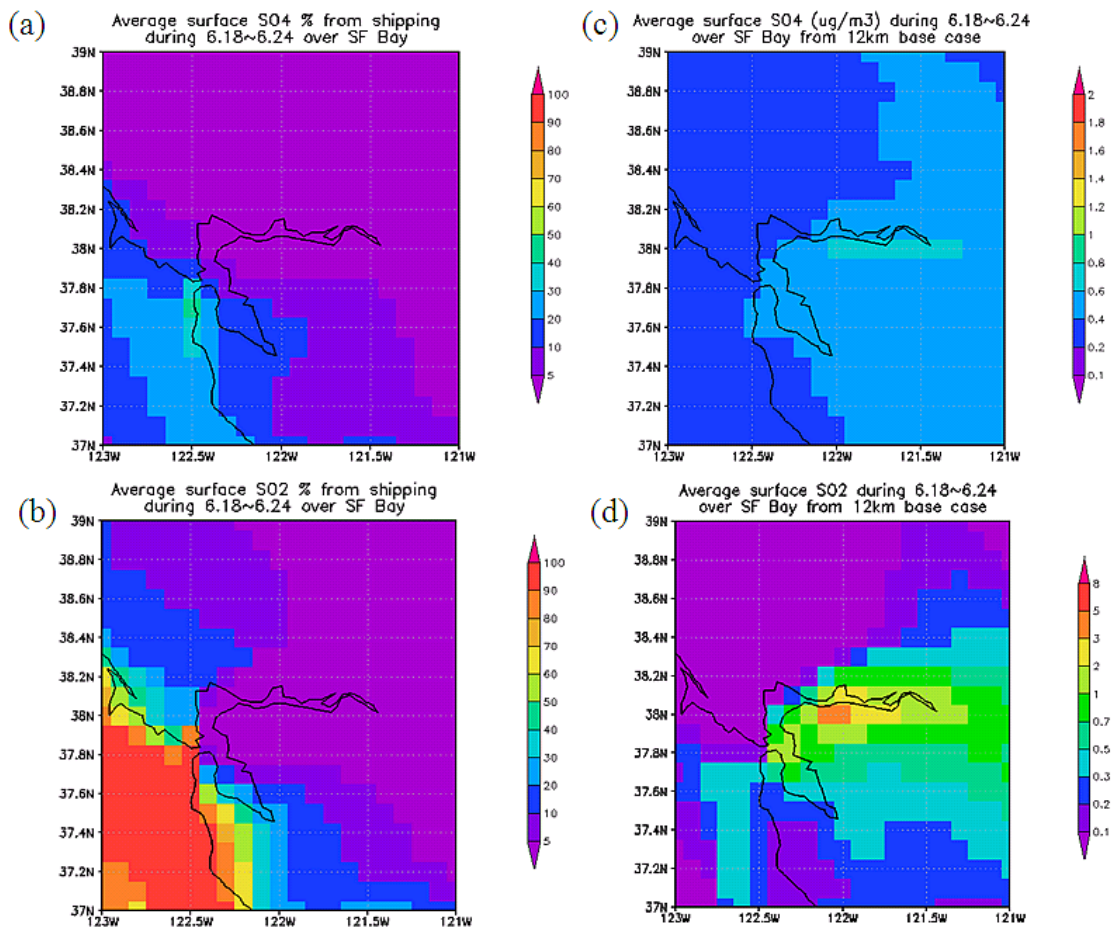 (a)
Average surface SO4 % from shipping
during 6.18~6.24 over SF Bay
39N
38.8N
38.6N
38.4N
38.2N
38N
37.8N
37.6N
37.4N
37.2N
37N
123W 122.5W 122W 121.5W 121W
100
90
80
70
60
50
40
30
20
10
5
(c)
Average surface SO4 (ug/m3) during 6.18~6.24
over SF Bay from 12km base case
39N
38.8N
38.6N
38.4N
38.2N
38N
37.8N
37.6N
37.4N
37.2N
37N
123W 122.5W 122W 121.5W 121W
2
1.8
1.6
1.4
1.2
1
0.8
0.6
0.4
0.2
0.1
(b)
Average surface SO2 % from shipping
during 6.18~6.24 over SF Bay
39N
38.8N
38.6N
38.4N
38.2N
38N
37.8N
37.6N
37.4N
37.2N
37N
123W 122.5W 122W 121.5W 121W
100
90
80
70
60
50
40
30
20
10
5
(d)
Average surface SO2 during 6.18~6.24
over SF Bay from 12km base case
39N
38.8N
38.6N
38.4N
38.2N
38N
37.8N
37.6N
37.4N
37.2N
37N
123W 122.5W 122W 121.5W 121W
8
5
3
2
1
0.7
0.5
0.3
0.2
0.1